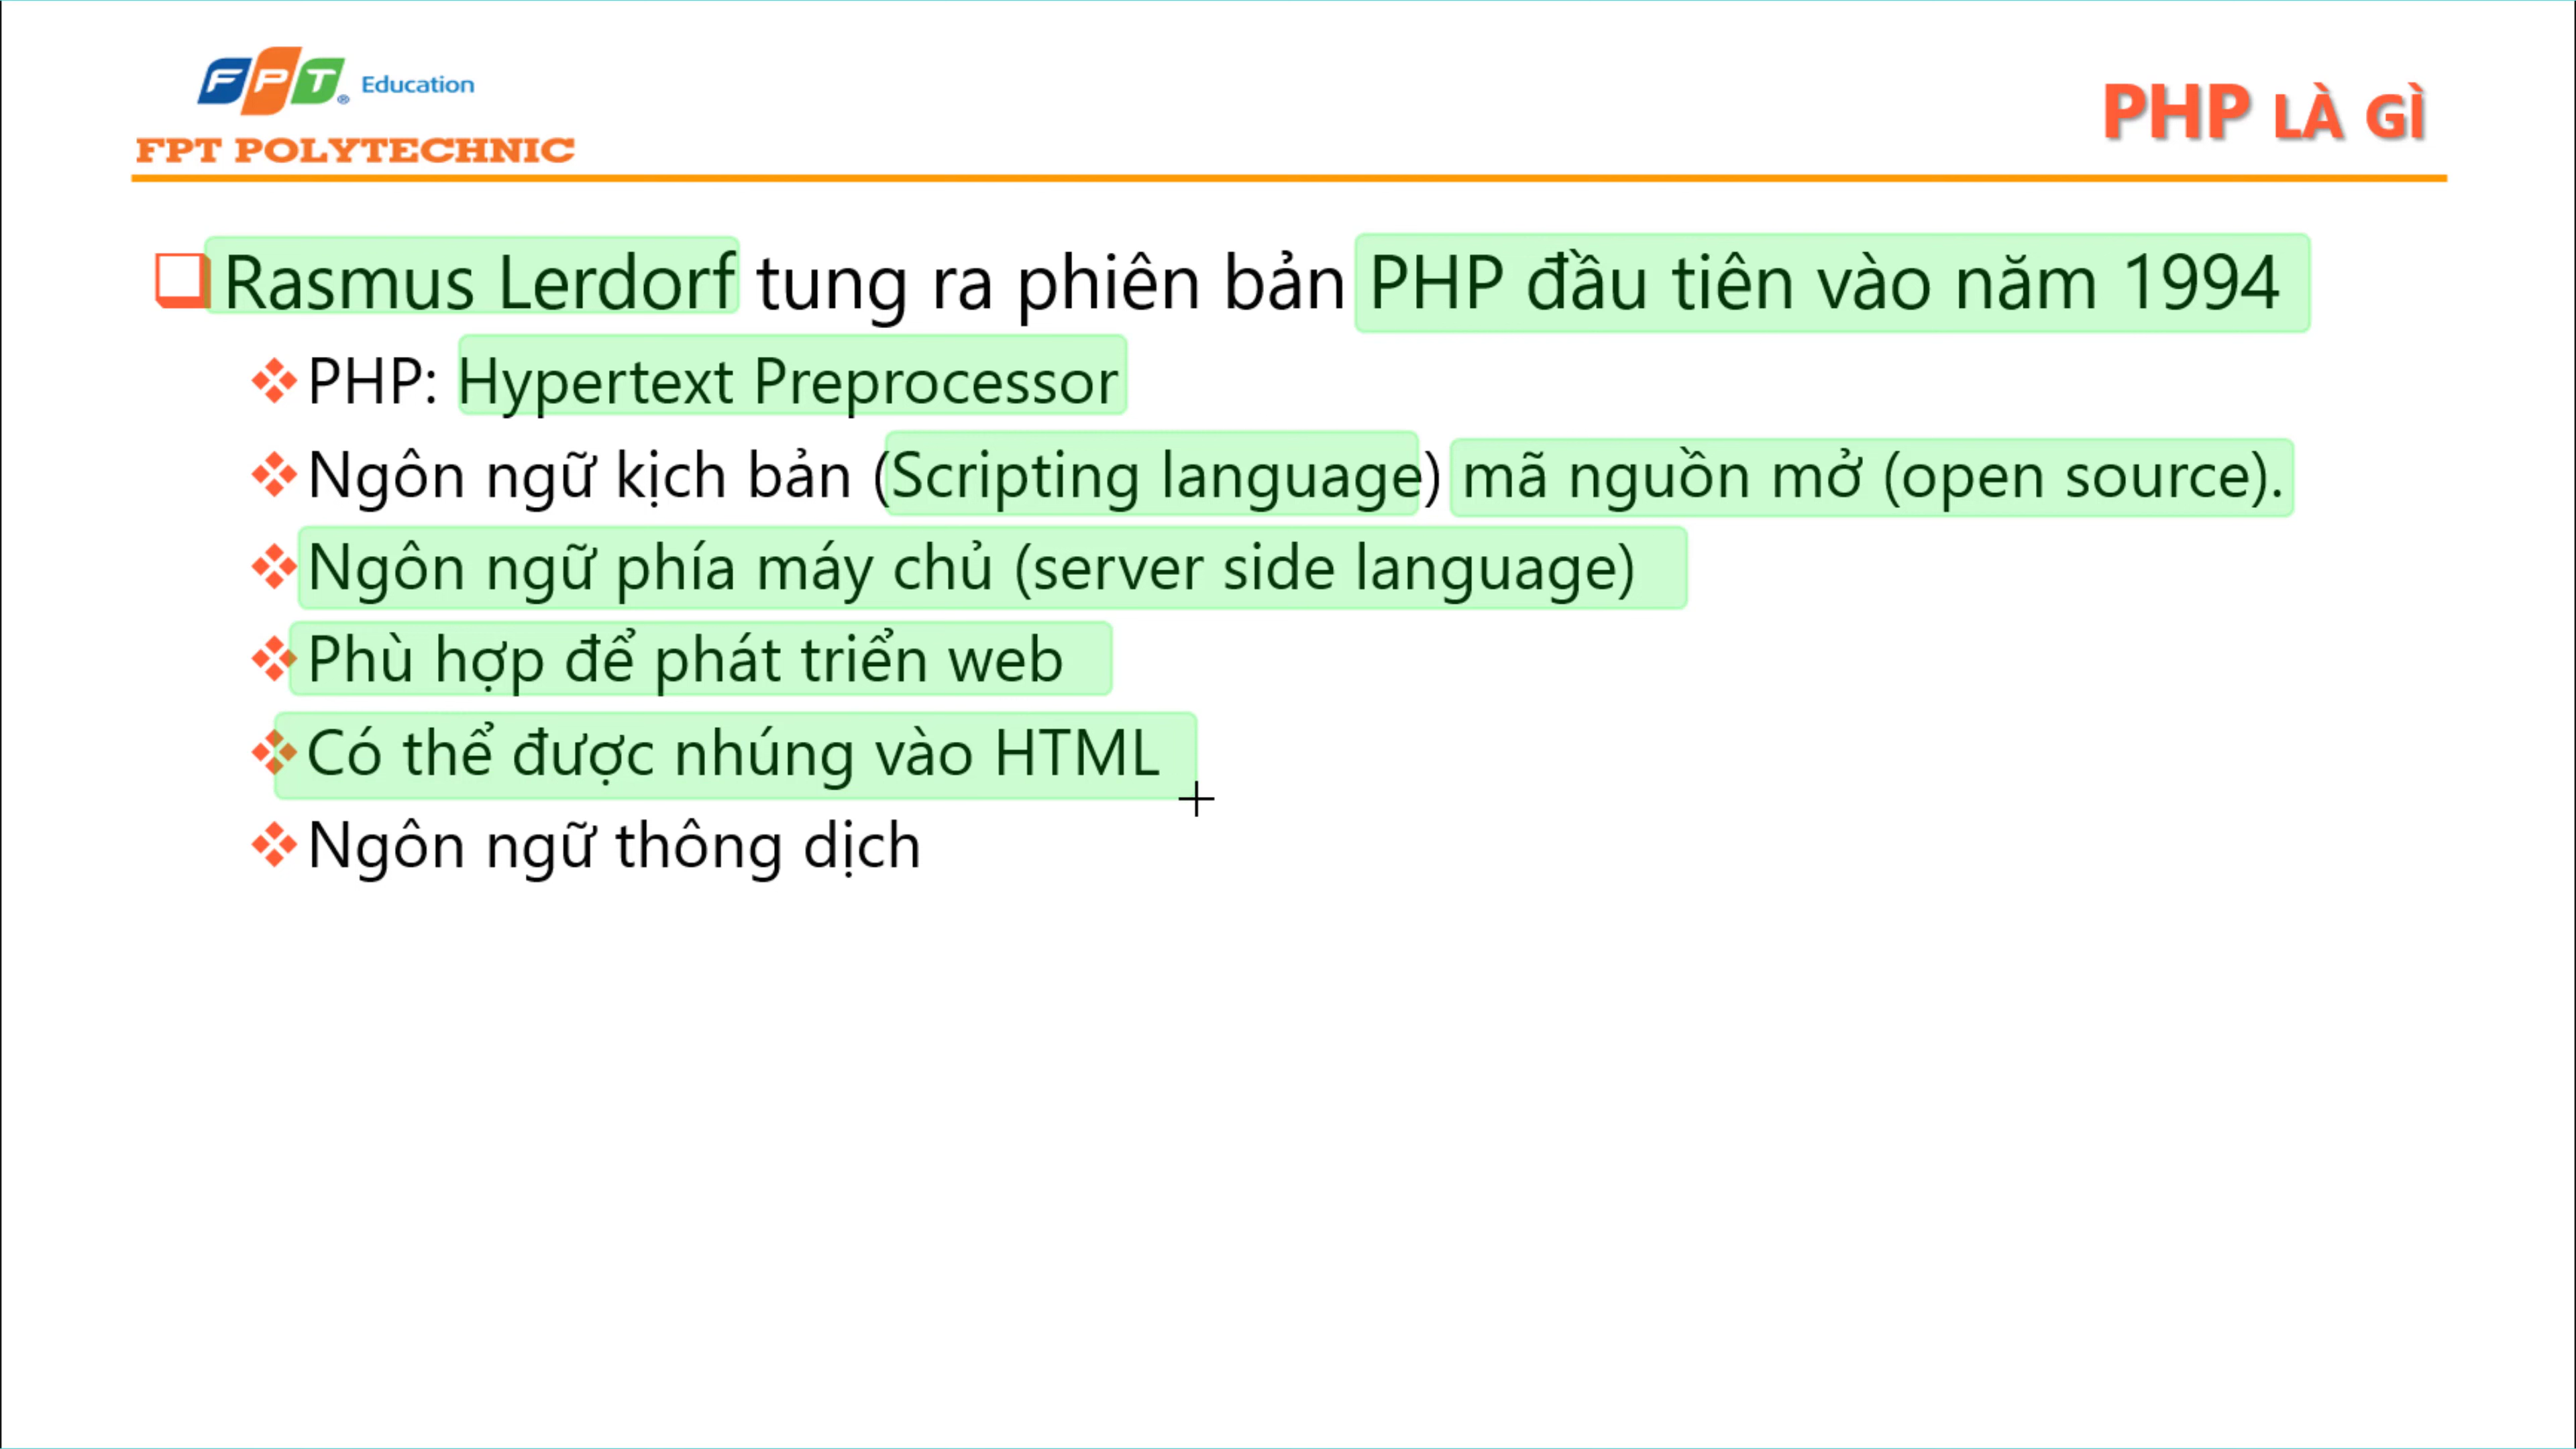 FPT® Education
FPT POLYTECHNIC
PHP LÀ GÌ
Rasmus Lerdorf tung ra phiên bản PHP đầu tiên vào năm 1994
PHP: Hypertext Preprocessor
Ngôn ngữ kịch bản (Scripting language) mã nguồn mở (open source).
Ngôn ngữ phía máy chủ (server side language)
Phù hợp để phát triển web
Có thể được nhúng vào HTML
Ngôn ngữ thông dịch